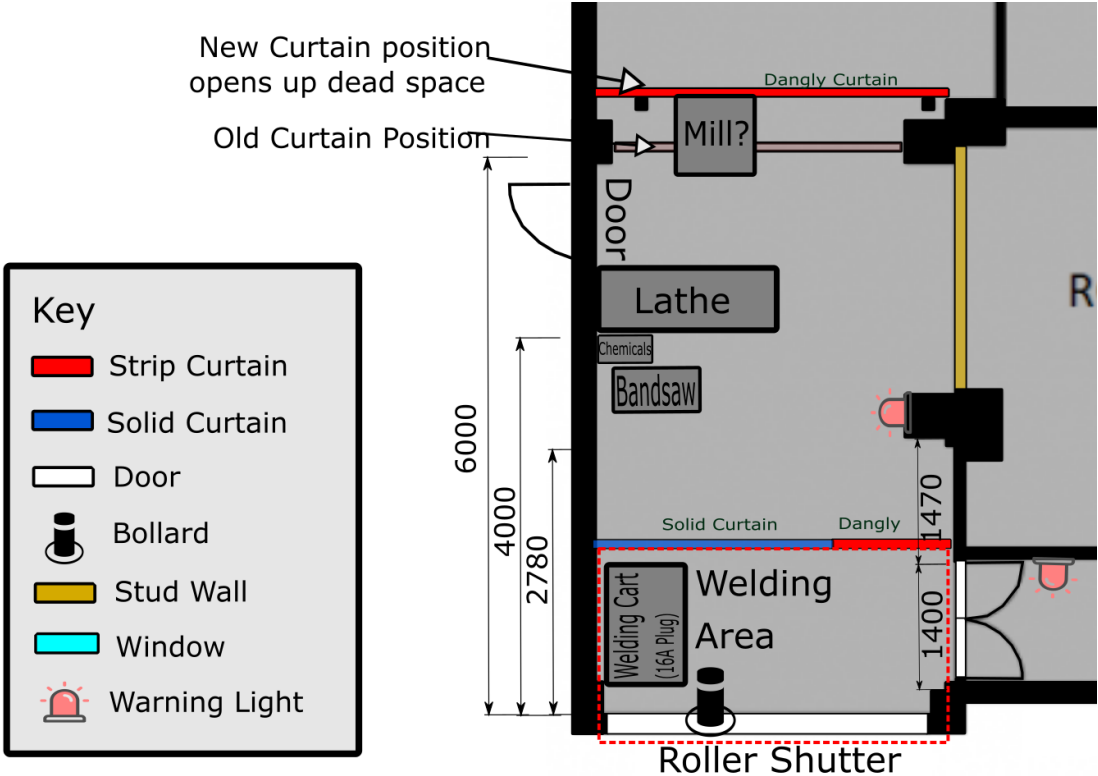 New Curtain position
opens up dead space
Dangly Curtain
Old Curtain Position
Mill?
Door
6000
4000
2780
Lathe
Chemicals
Bandsaw
Key
Strip Curtain
Solid Curtain
Door
Bollard
Stud Wall
Window
Warning Light
1470
Solid Curtain
Dangly
Welding Cart
(16A Plug)
Welding
Area
1400
Roller Shutter